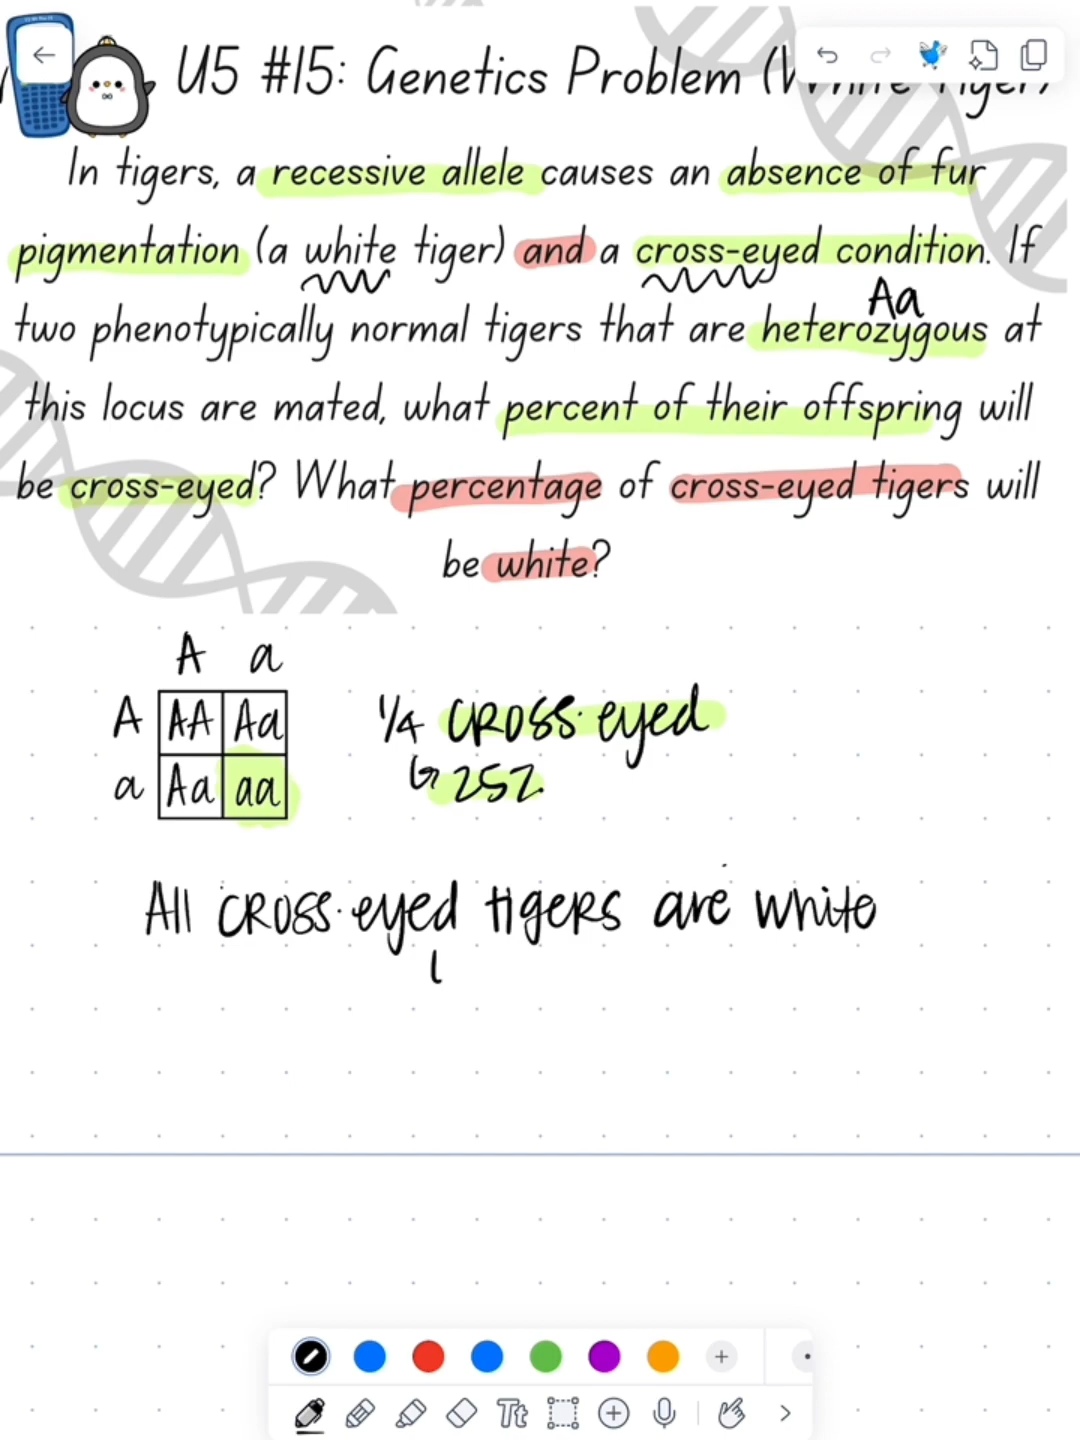 U5 #15: Genetics Problem (White Tiger)
In tigers, a recessive allele causes an absence of fur
pigmentation (a white tiger) and a cross-eyed condition. If
Aa
two phenotypically normal tigers that are heterozygous at
this locus are mated, what percent of their offspring will
be cross-eyed? What percentage of cross-eyed tigers will
be white?
A a
A AA Aa
a Aa aa
1/4 cross-eyed
↳ 25%
All cross-eyed tigers are white
Tt